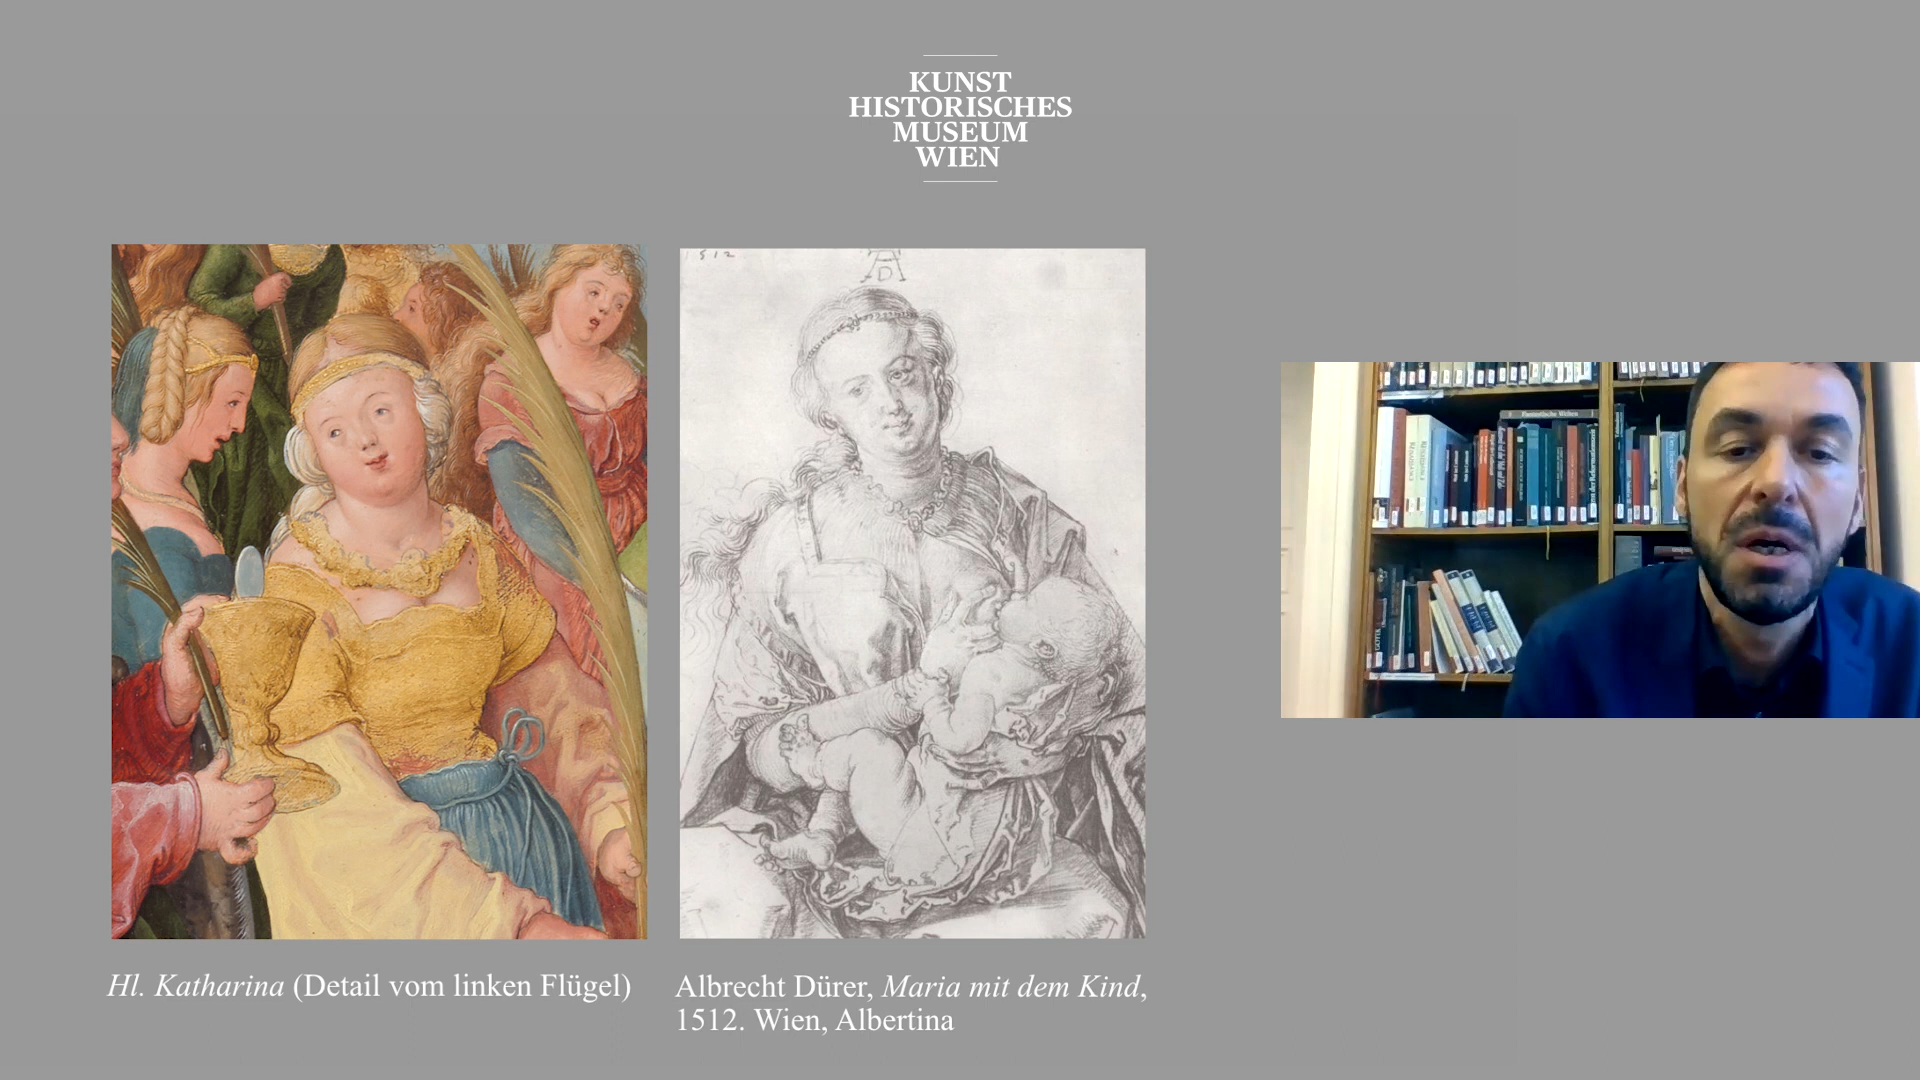 KUNST
HISTORISCHES
MUSEUM
WIEN
1512
AD
Hl. Katharina (Detail vom linken Flügel)
Albrecht Dürer, Maria mit dem Kind,
1512. Wien, Albertina